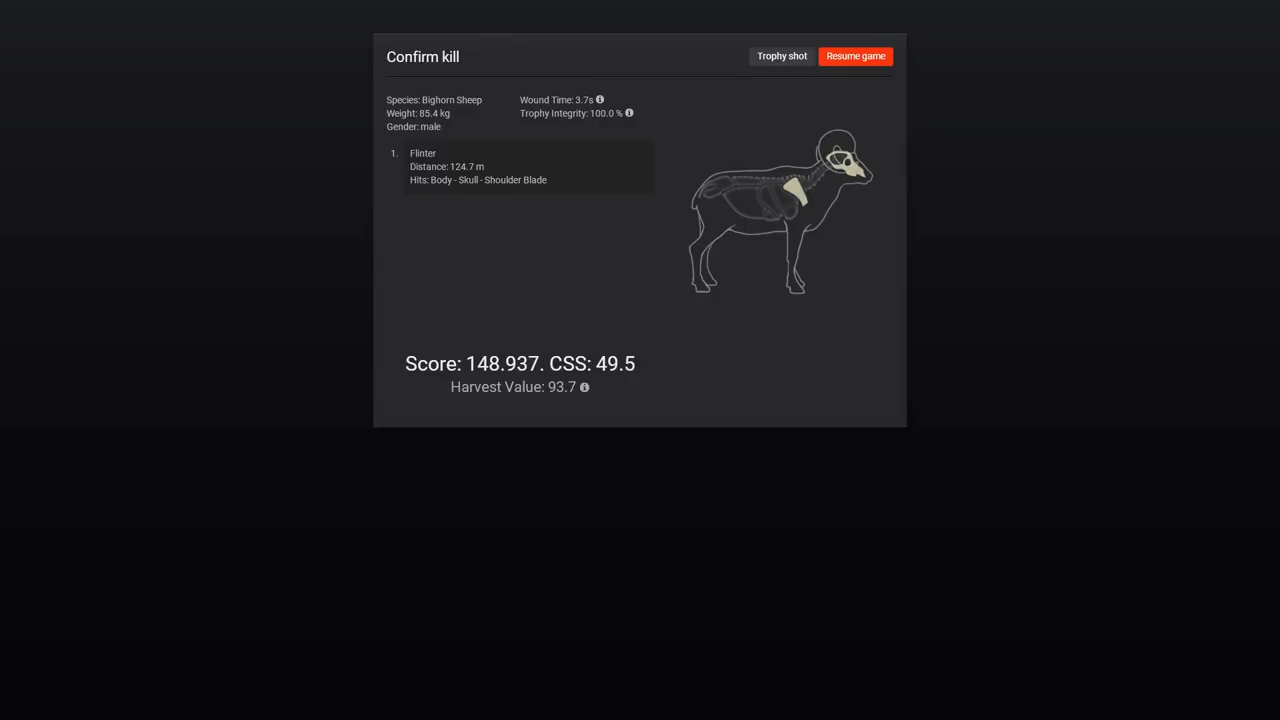 Confirm kill
Trophy shot
Resume game
Species: Bighorn Sheep
Weight: 85.4 kg
Gender: male
Wound Time: 3.7s
Trophy Integrity: 100.0 %
1. Flinter
Distance: 124.7 m
Hits: Body - Skull - Shoulder Blade
Score: 148.937. CSS: 49.5
Harvest Value: 93.7